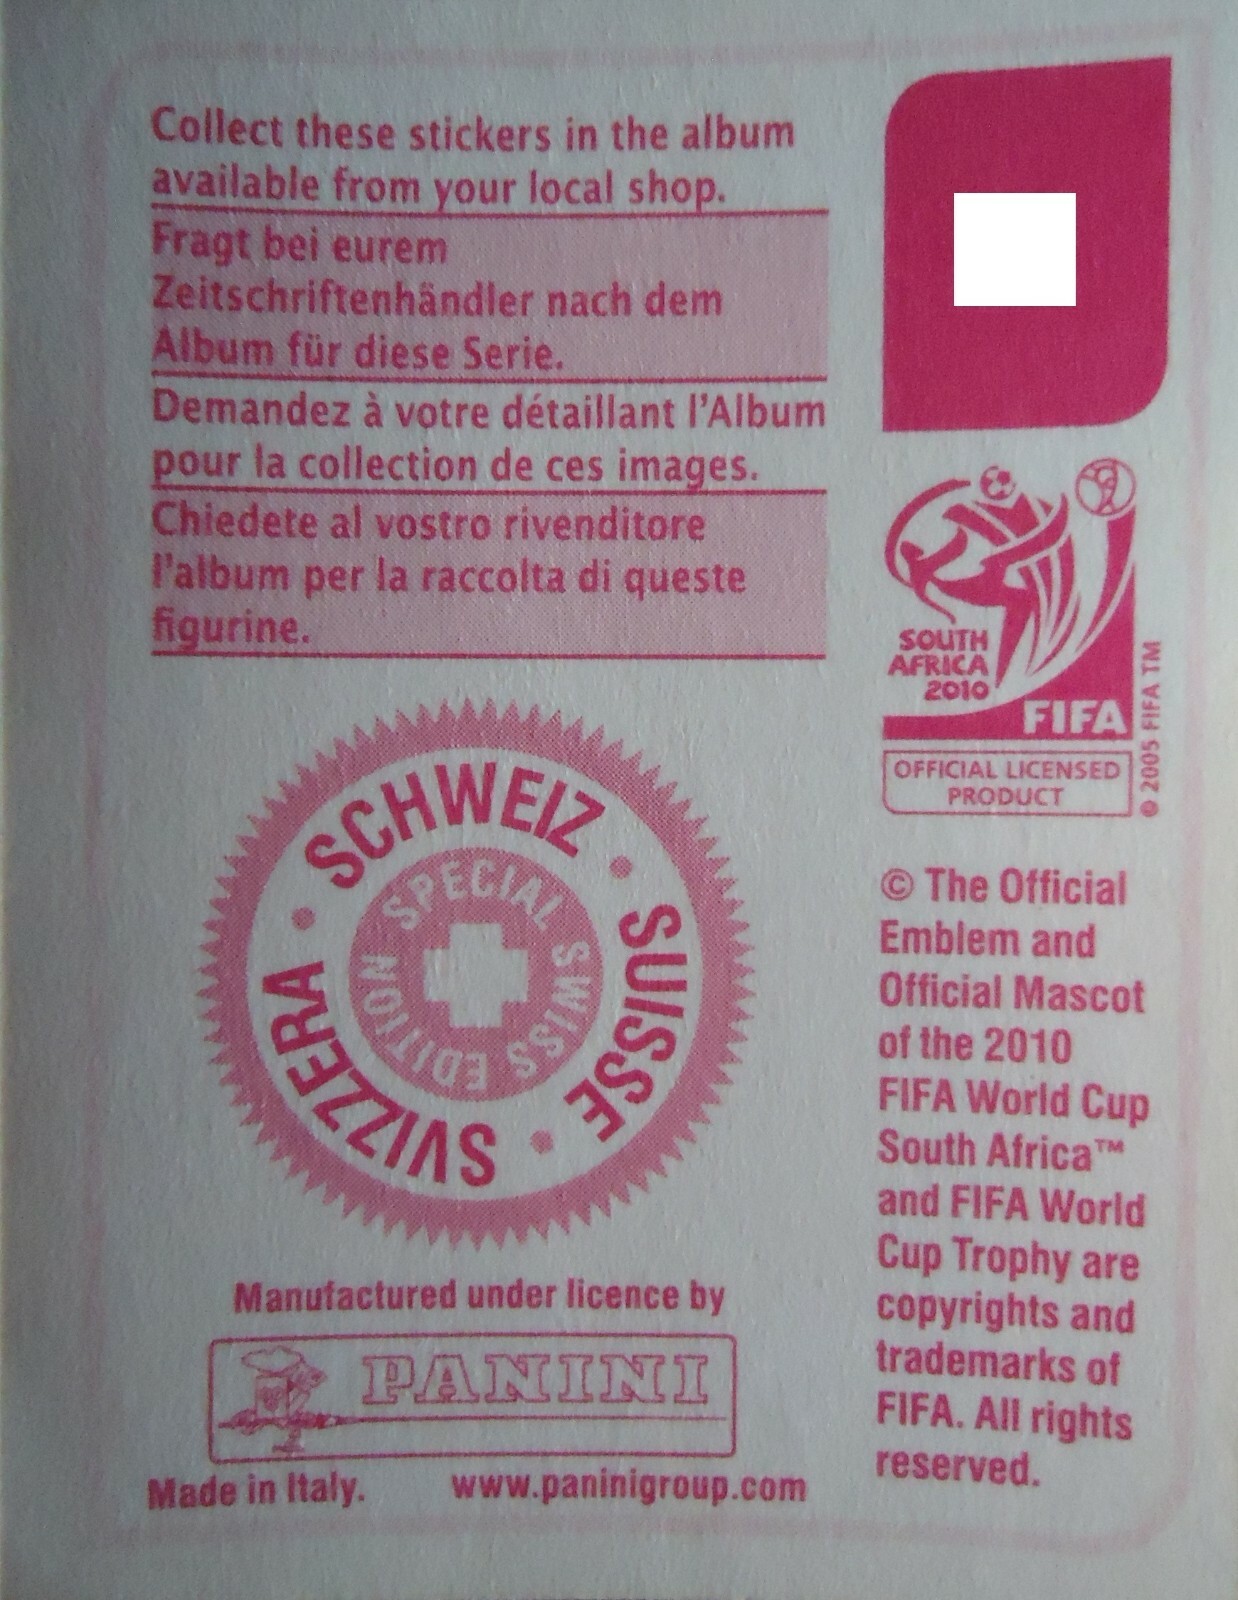 Collect these stickers in the album
available from your local shop.
Fragt bei eurem
Zeitschriftenhändler nach dem
Album für diese Serie.
Demandez à votre détaillant l'Album
pour la collection de ces images.
Chiedete al vostro rivenditore
l'album per la raccolta di queste
figurine.
SOUTH
AFRICA
2010
FIFA
© 2005 FIFA TM
OFFICIAL LICENSED
PRODUCT
SCHWEIZ • SUISSE • SVIZZERA •
SPECIAL SWISS EDITION
© The Official
Emblem and
Official Mascot
of the 2010
FIFA World Cup
South Africa™
and FIFA World
Cup Trophy are
copyrights and
trademarks of
FIFA. All rights
reserved.
Manufactured under licence by
PANINI
Made in Italy. www.paninigroup.com